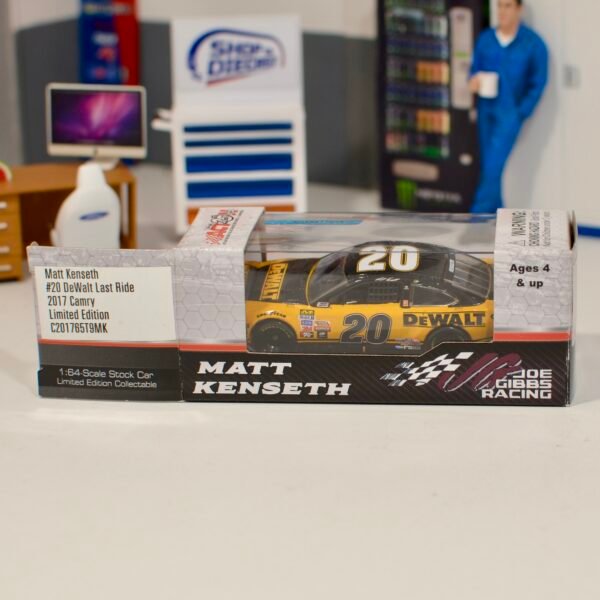 SHOP
DIECAST
Matt Kenseth
#20 DeWalt Last Ride
2017 Camry
Limited Edition
C201765T9MK
1:64-Scale Stock Car
Limited Edition Collectable
20
DEWALT
20
DEWALT
WARNING:
Ages 4
& up
MATT
KENSETH
JOE
GIBBS
RACING